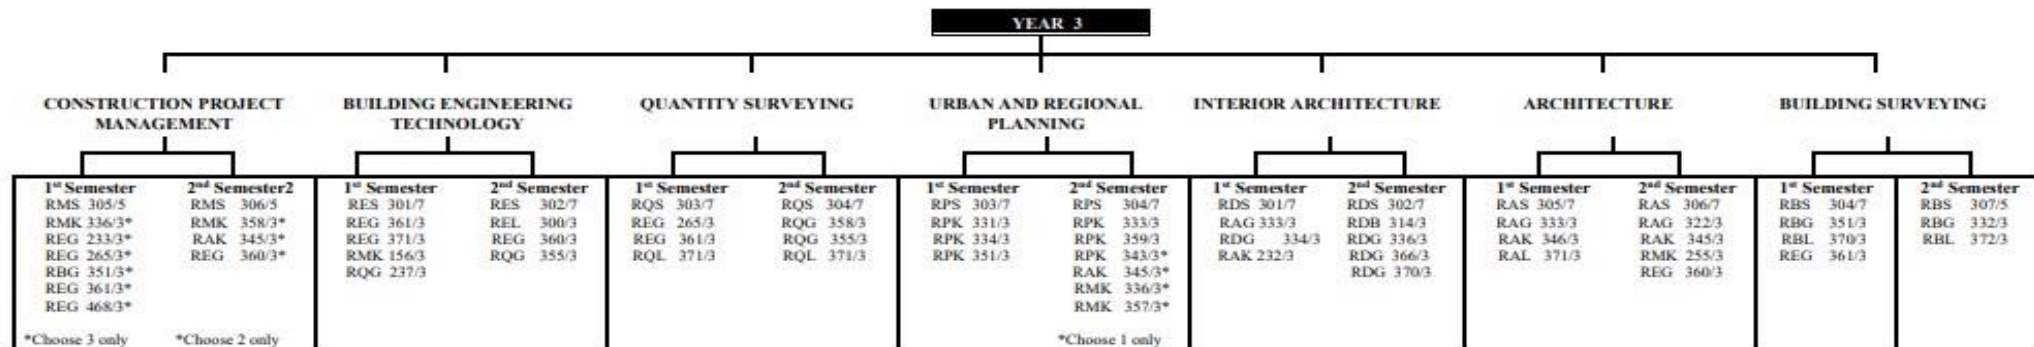 YEAR 3
CONSTRUCTION PROJECT
MANAGEMENT
1st Semester
RMS 305/5
RMK 336/3*
REG 233/3*
REG 265/3*
RBG 351/3*
REG 361/3*
REG 468/3*
*Choose 3 only
2nd Semester2
RMS 306/5
RMK 358/3*
RAK 345/3*
REG 360/3*
*Choose 2 only
BUILDING ENGINEERING
TECHNOLOGY
1st Semester
RES 301/7
REG 361/3
REG 371/3
RMK 156/3
RQG 237/3
2nd Semester
RES 302/7
REL 300/3
REG 360/3
RQG 355/3
QUANTITY SURVEYING
1st Semester
RQS 303/7
REG 265/3
REG 361/3
RQL 371/3
2nd Semester
RQS 304/7
RQG 358/3
RQG 355/3
RQL 371/3
URBAN AND REGIONAL
PLANNING
1st Semester
RPS 303/7
RPK 331/3
RPK 334/3
RPK 351/3
2nd Semester
RPS 304/7
RPK 333/3
RPK 359/3
RPK 343/3*
RAK 345/3*
RMK 336/3*
RMK 357/3*
*Choose 1 only
INTERIOR ARCHITECTURE
1st Semester
RDS 301/7
RAG 333/3
RDG 334/3
RAK 232/3
2nd Semester
RDS 302/7
RDB 314/3
RDG 336/3
RDG 366/3
RDG 370/3
ARCHITECTURE
1st Semester
RAS 305/7
RAG 333/3
RAK 346/3
RAL 371/3
2nd Semester
RAS 306/7
RAG 322/3
RAK 345/3
RMK 255/3
REG 360/3
BUILDING SURVEYING
1st Semester
RBS 304/7
RBG 351/3
RBL 370/3
REG 361/3
2nd Semester
RBS 307/5
RBG 332/3
RBL 372/3